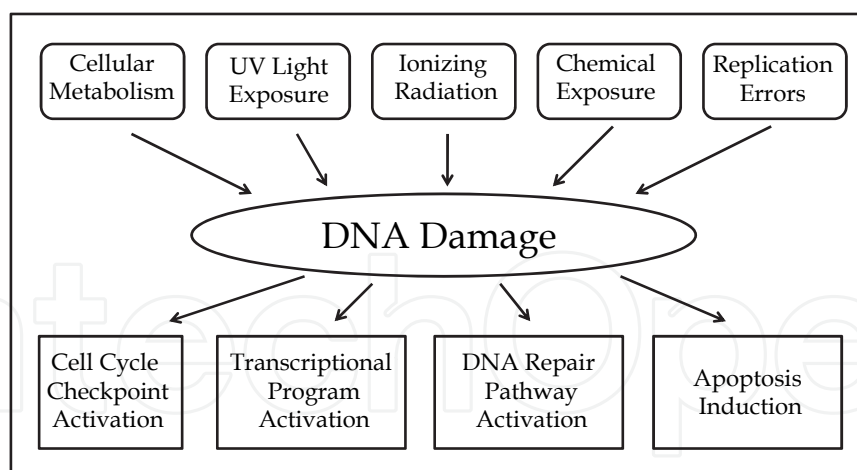 Cellular
Metabolism
UV Light
Exposure
Ionizing
Radiation
Chemical
Exposure
Replication
Errors
DNA Damage
Cell Cycle
Checkpoint
Activation
Transcriptional
Program
Activation
DNA Repair
Pathway
Activation
Apoptosis
Induction